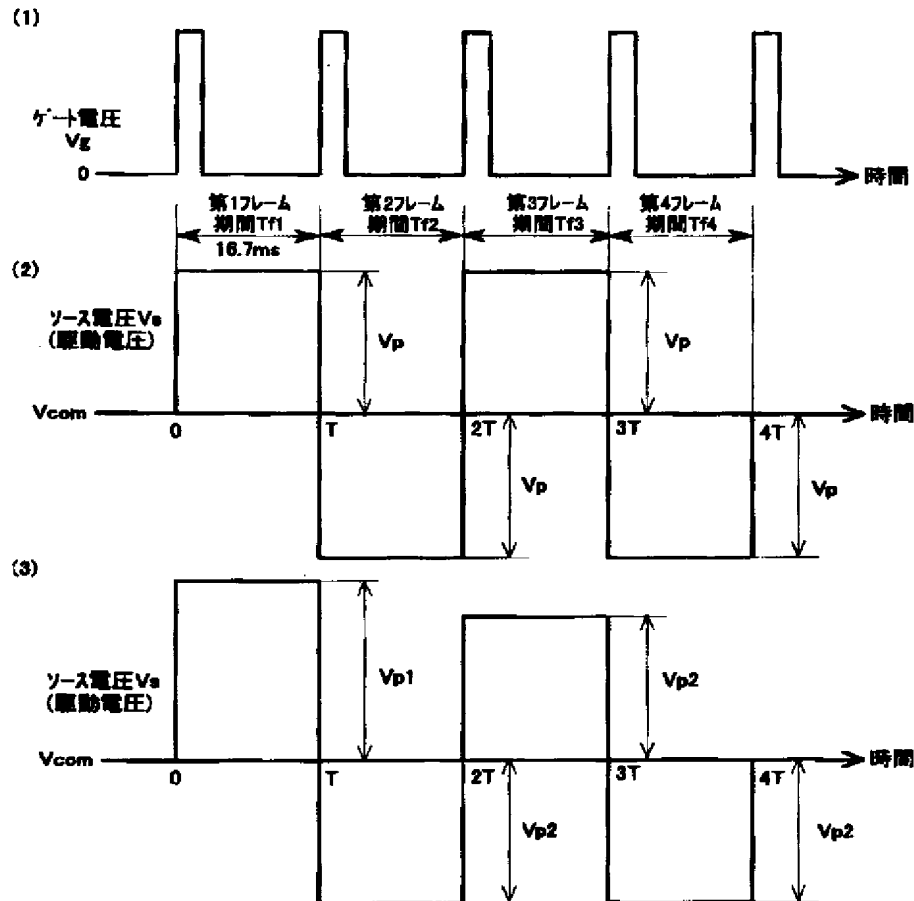 (1)
ゲート電圧
Vg
0
時間
第1フレーム
期間Tf1
16.7ms
第2フレーム
期間Tf2
第3フレーム
期間Tf3
第4フレーム
期間Tf4
(2)
ソース電圧Vs
(駆動電圧)
Vp
Vp
Vcom
時間
0
T
2T
3T
4T
Vp
Vp
(3)
ソース電圧Vs
(駆動電圧)
Vp1
Vp2
Vcom
時間
0
T
2T
3T
4T
Vp2
Vp2